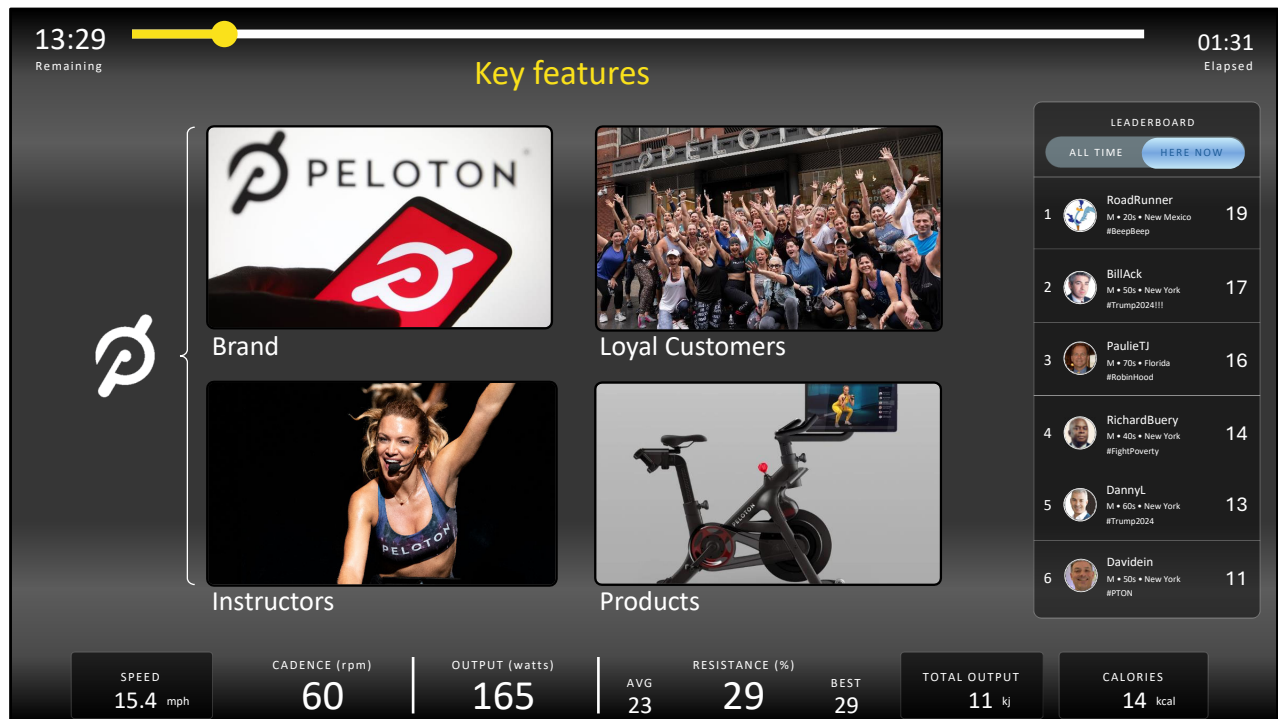 13:29
Remaining
01:31
Elapsed
Key features
PELOTON
Brand
PELOTON
Loyal Customers
PELOTON
Instructors
PELOTON
Products
LEADERBOARD
ALL TIME
HERE NOW
1
RoadRunner
M • 20s • New Mexico
#BeepBeep
19
2
BillAck
M • 50s • New York
#Trump2024!!!
17
3
PaulieTJ
M • 70s • Florida
#RobinHood
16
4
RichardBuery
M • 40s • New York
#FightPoverty
14
5
DannyL
M • 60s • New York
#Trump2024
13
6
Davidein
M • 50s • New York
#PTON
11
SPEED
15.4 mph
CADENCE (rpm)
60
OUTPUT (watts)
165
RESISTANCE (%)
AVG
23
29
BEST
29
TOTAL OUTPUT
11 kj
CALORIES
14 kcal